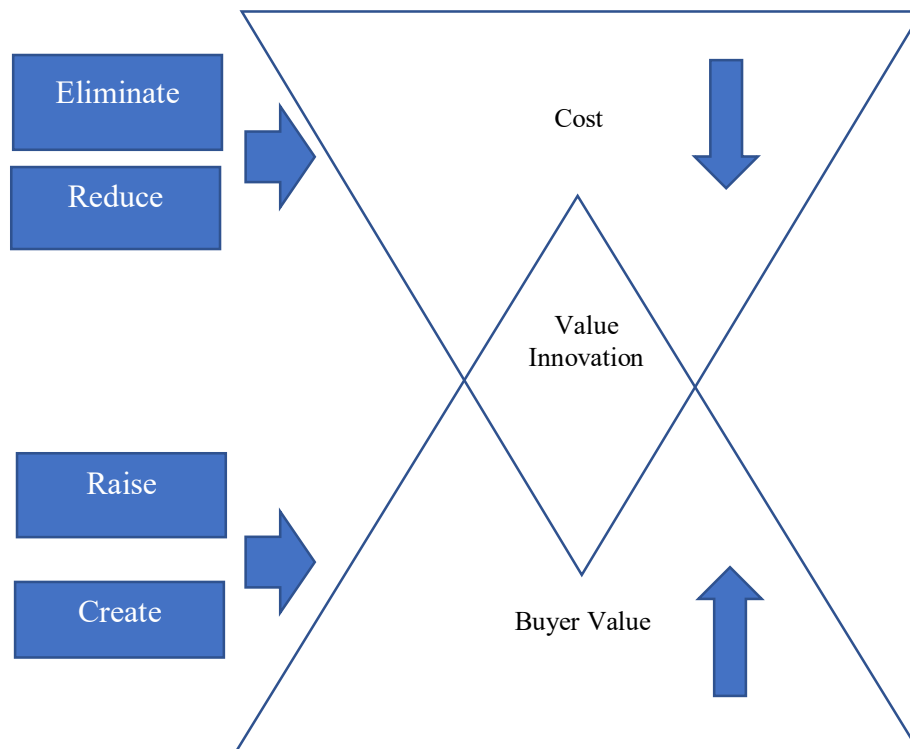 Eliminate
Reduce
Cost
Value
Innovation
Raise
Create
Buyer Value